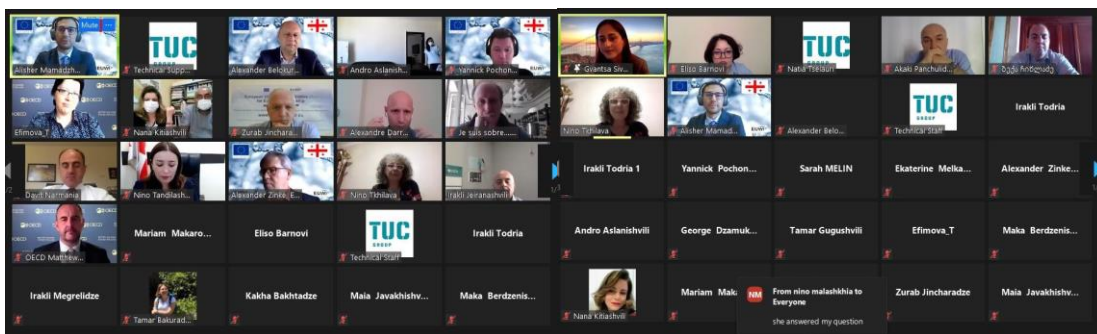 Mute
Alisher Mamadzh...
TUC
Technical Supp...
Alexander Belokur...
Andro Aslanish...
Yannick Pochon...
Efimova_T
Nana Kitiashvili
Zurab Jinchara...
Alexandre Darr...
Je suis sobre......
Davit Narmania
Nino Tandilash...
Alexander Zinke, E...
Nino Tkhilava
Irakli Jeiranashvili
OECD Matthew...
Mariam Makaro...
Eliso Barnovi
TUC
GROUP
Technical Staff
Irakli Todria
Irakli Megrelidze
Tamar Bakurad...
Kakha Bakhtadze
Maia Javakhishv...
Maka Berdzenis...
Gvantsa Siv...
Eliso Barnovi
TUC
Natia Tselauri
Akaki Panchulid...
Nino Tkhilava
Alisher Mamad...
Alexander Belo...
TUC
GROUP
Technical Staff
Irakli Todria
Irakli Todria 1
Yannick Pochon...
Sarah MELIN
Ekaterine Melka...
Alexander Zinke...
Andro Aslanishvili
George Dzamuk...
Tamar Gugushvili
Efimova_T
Maka Berdzenis...
Nana Kitiashvili
Mariam Maka
NM
From nino malashkhia to
Everyone
she answered my question
Zurab Jincharadze
Maia Javakhishv...